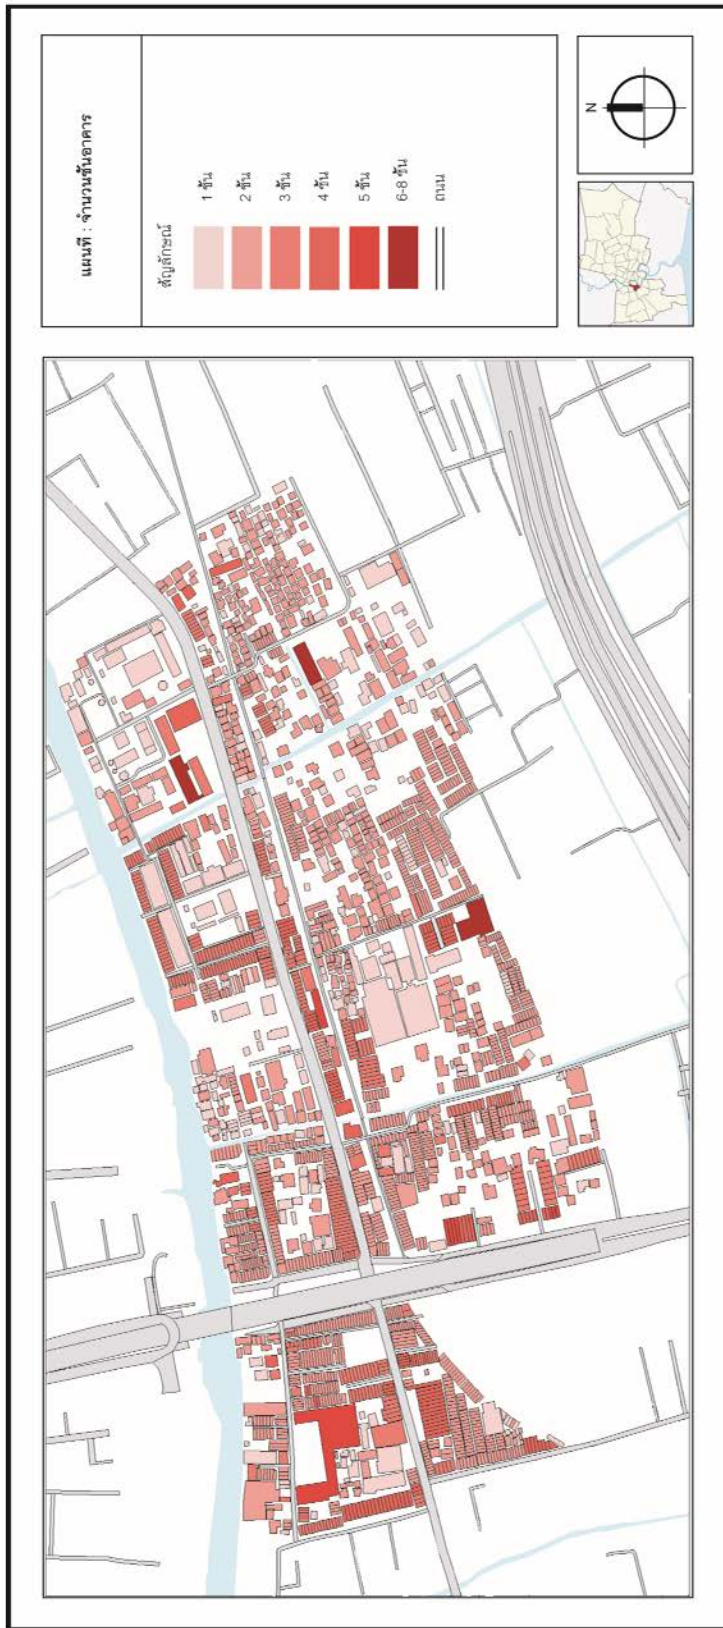 แผนที่ : จำนวนชั้นอาคาร
สัญลักษณ์
1 ชั้น
2 ชั้น
3 ชั้น
4 ชั้น
5 ชั้น
6-8 ชั้น
ถนน
N